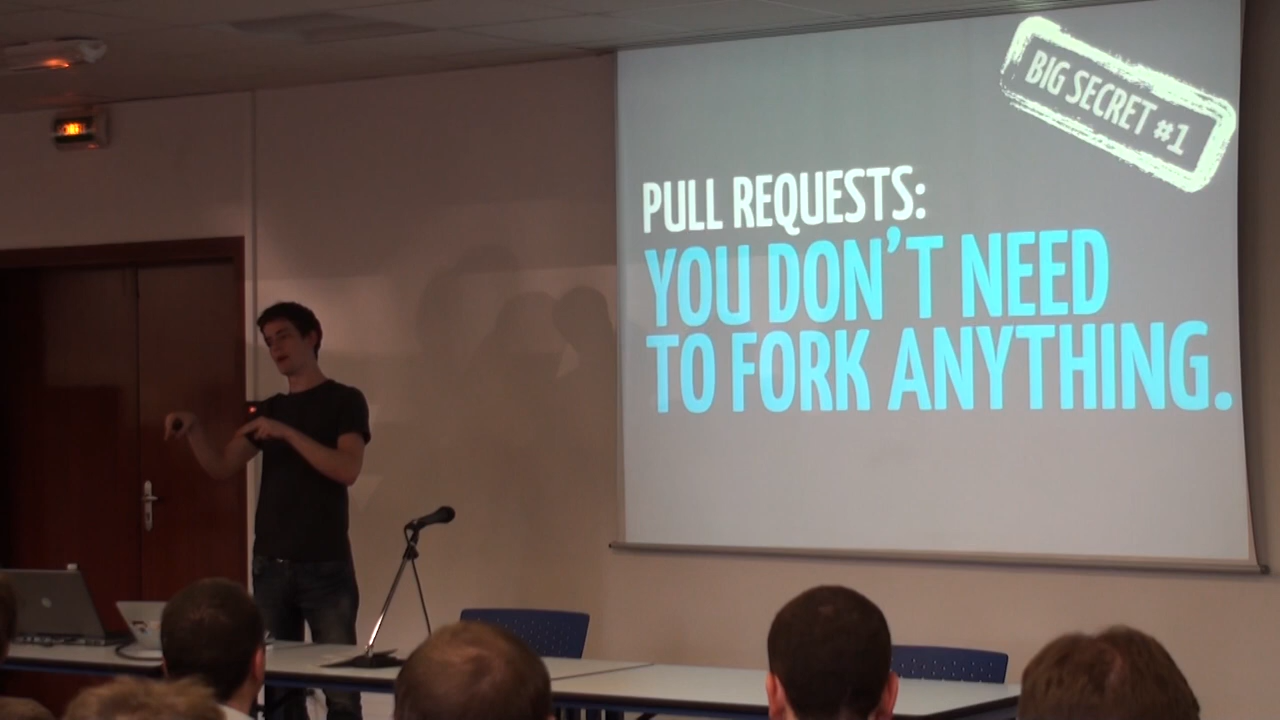 BIG SECRET #1
PULL REQUESTS:
YOU DON'T NEED
TO FORK ANYTHING.